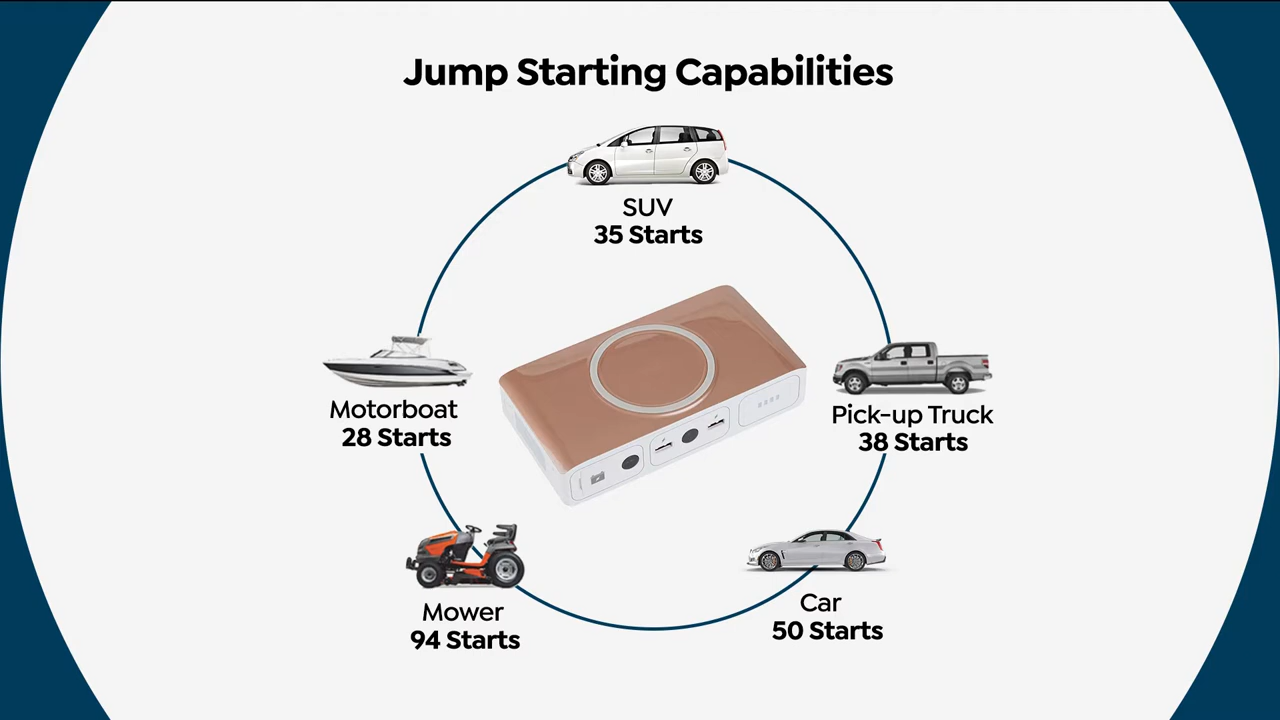 Jump Starting Capabilities
SUV
35 Starts
Motorboat
28 Starts
Pick-up Truck
38 Starts
Mower
94 Starts
Car
50 Starts